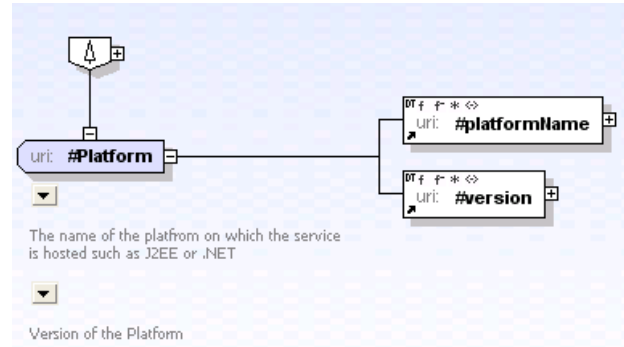 DT f f- * <>
uri: #platformName
uri: #Platform
DT f f- * <>
uri: #version
The name of the platfrom on which the service
is hosted such as J2EE or .NET
Version of the Platform